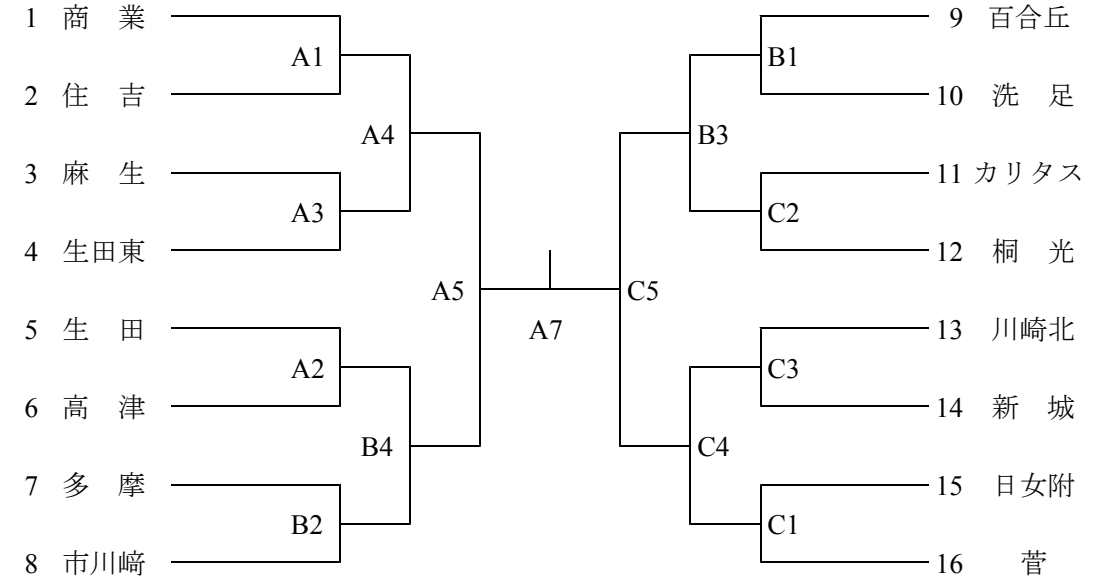 1 商 業
A1
2 住 吉
A4
3 麻 生
A3
4 生田東
A5
5 生 田
A2
6 高 津
B4
7 多 摩
B2
8 市川﨑
A7
9 百合丘
B1
10 洗 足
B3
11 カリタス
C2
12 桐 光
C5
13 川崎北
C3
14 新 城
C4
15 日女附
C1
16 菅